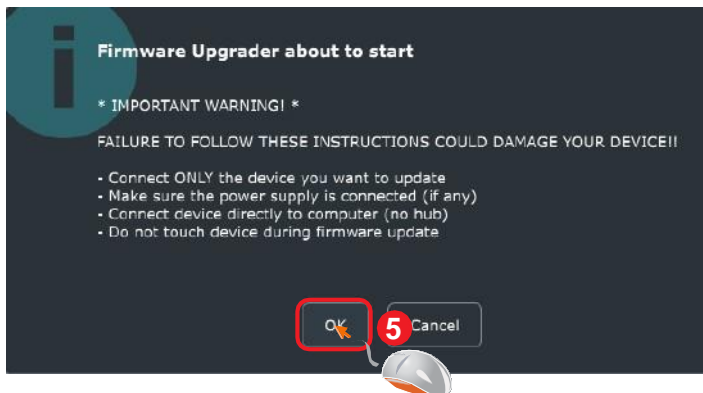 Firmware Upgrader about to start
* IMPORTANT WARNING! *
FAILURE TO FOLLOW THESE INSTRUCTIONS COULD DAMAGE YOUR DEVICE!!
- Connect ONLY the device you want to update
- Make sure the power supply is connected (if any)
- Connect device directly to computer (no hub)
- Do not touch device during firmware update
OK 5 Cancel